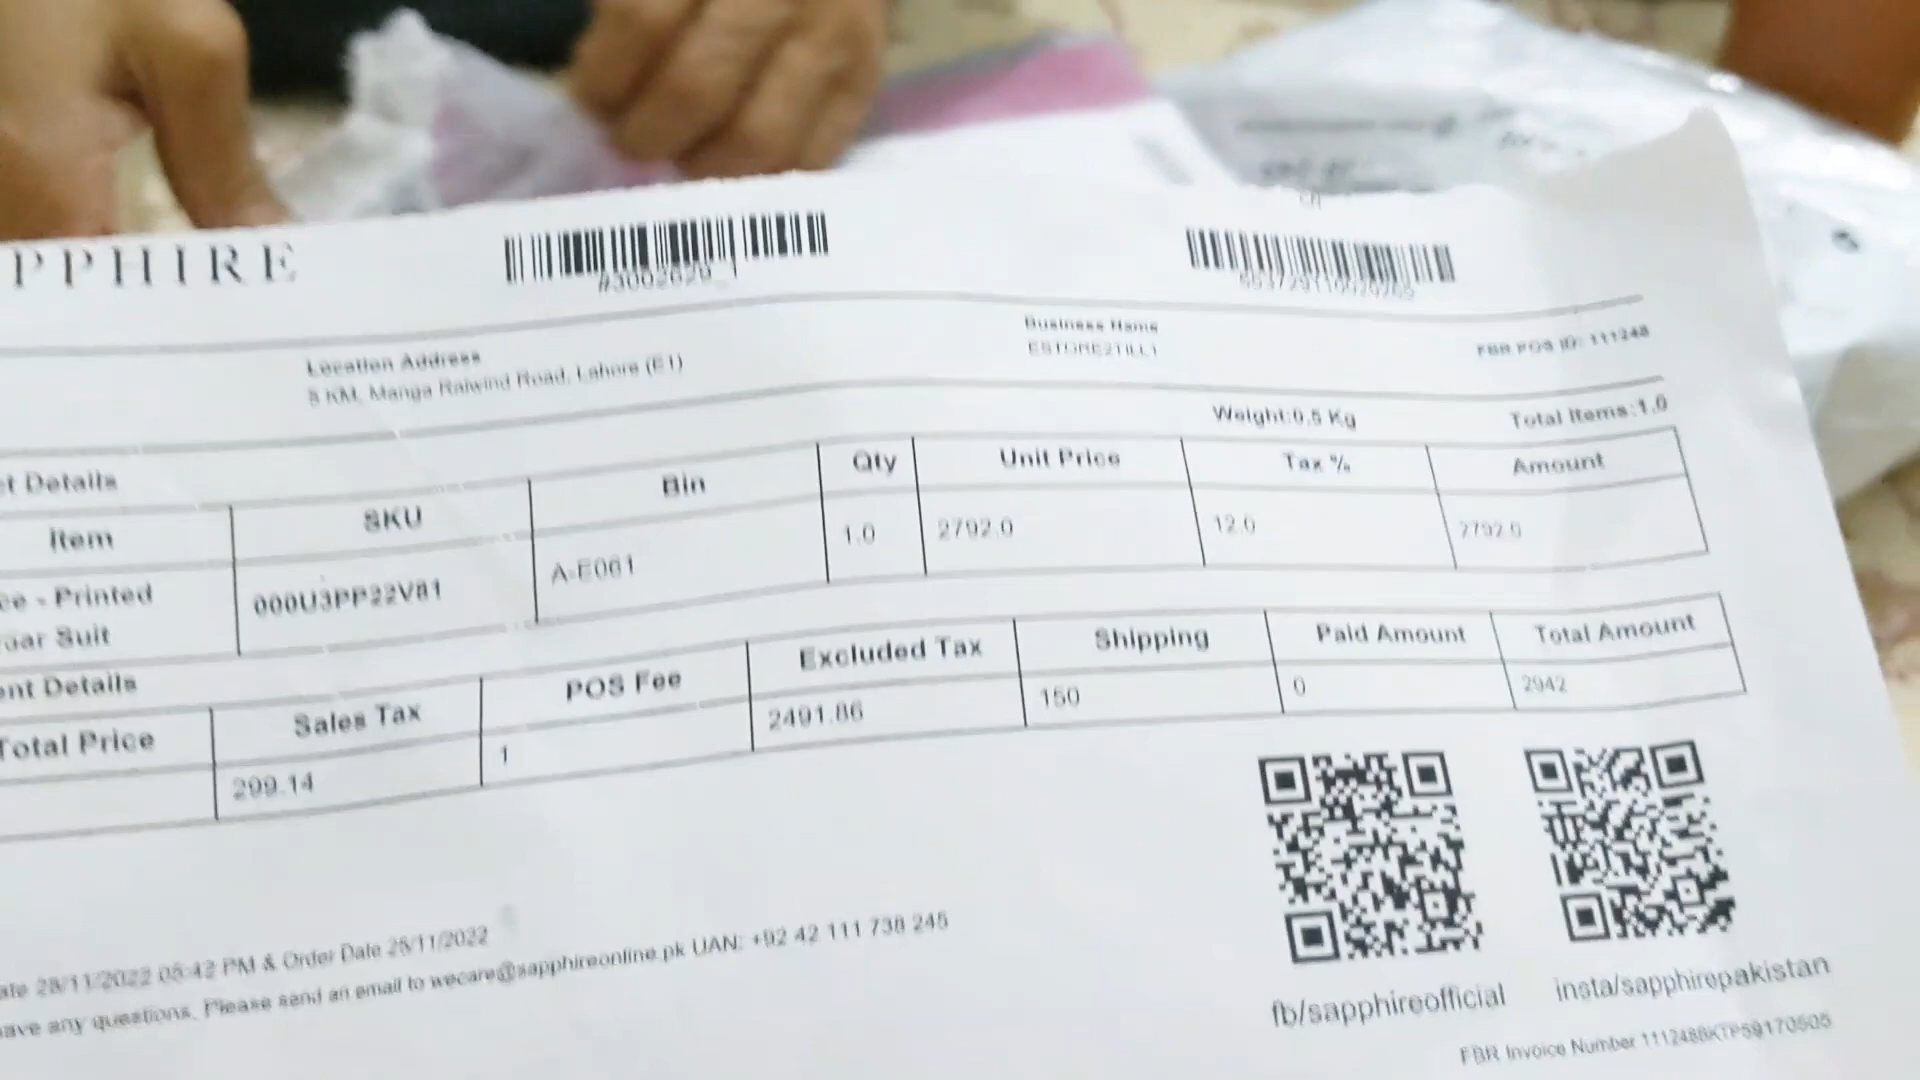 PPHIRE
#3002629_1
Location Address
8 KM, Manga Raiwind Road, Lahore (E1)
Business Name
ESTORE2TILL1
FBR POS ID: 111248
Weight:0.5 Kg
Total Items:1.0
ct Details
Item SKU Bin Qty Unit Price Tax % Amount
ce - Printed 000U3PP22V81 A-E061 1.0 2792.0 12.0 2792.0
Suit
ent Details
Total Price Sales Tax POS Fee Excluded Tax Shipping Paid Amount Total Amount
299.14 1 2491.86 150 0 2942
ate 28/11/2022 05:42 PM & Order Date 25/11/2022
have any questions, Please send an email to wecare@sapphireonline.pk UAN: +92 42 111 738 245
fb/sapphireofficial
insta/sapphirepakistan
FBR Invoice Number 111248BKTP59170505